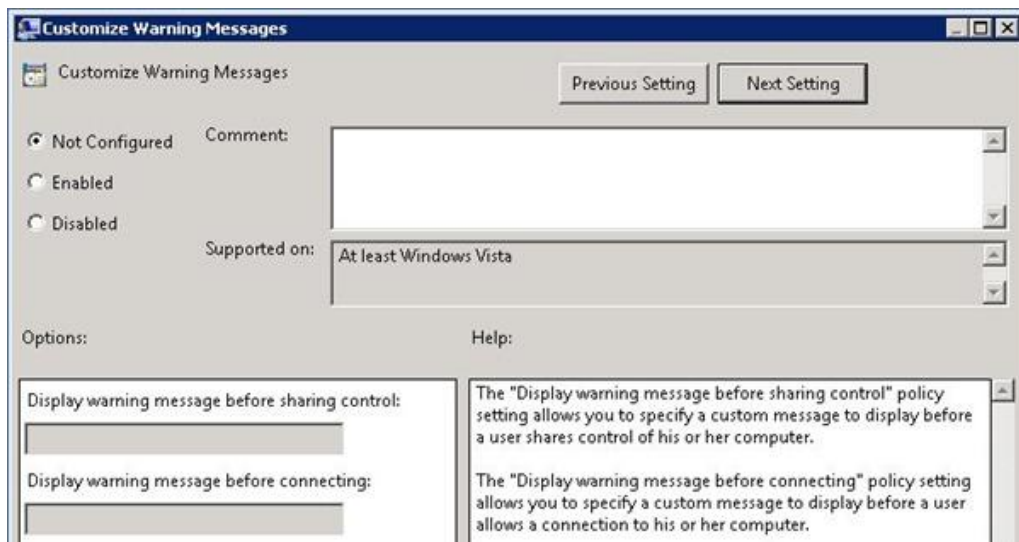 Customize Warning Messages
Customize Warning Messages
Previous Setting
Next Setting
Not Configured
Comment:
Enabled
Disabled
Supported on:
At least Windows Vista
Options:
Help:
Display warning message before sharing control:
Display warning message before connecting:
The "Display warning message before sharing control" policy
setting allows you to specify a custom message to display before
a user shares control of his or her computer.
The "Display warning message before connecting" policy setting
allows you to specify a custom message to display before a user
allows a connection to his or her computer.